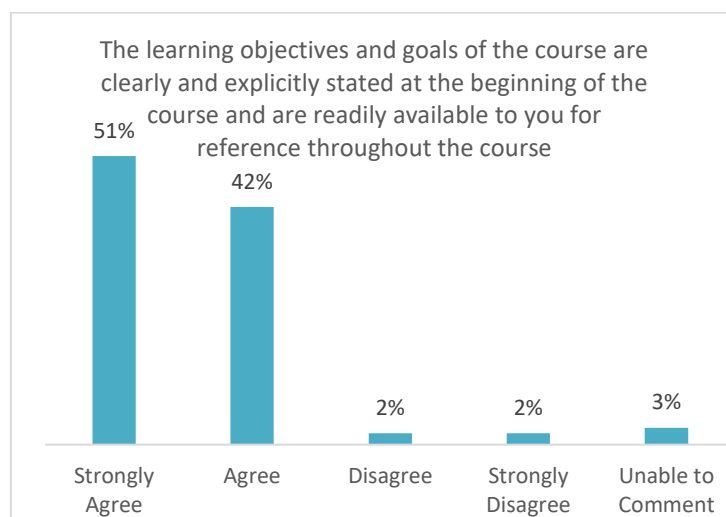 The learning objectives and goals of the course are
clearly and explicitly stated at the beginning of the
course and are readily available to you for
reference throughout the course
51%
42%
2%
2%
3%
Strongly
Agree
Agree
Disagree
Strongly
Disagree
Unable to
Comment